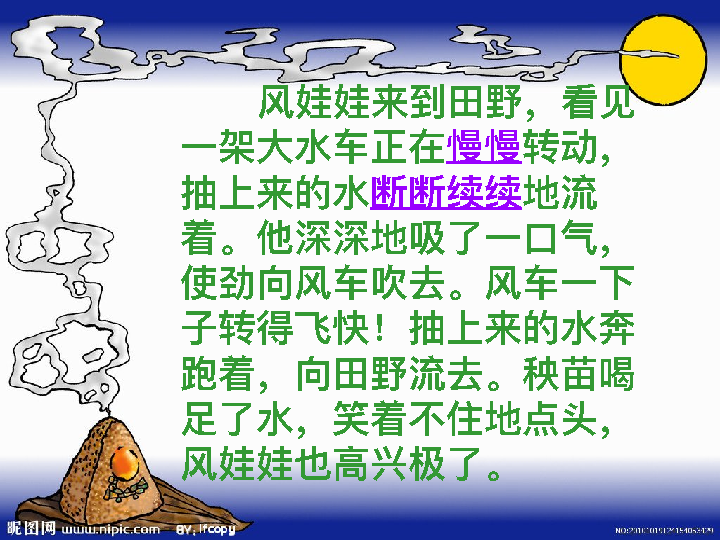 风娃娃来到田野，看见
一架大水车正在慢慢转动，
抽上来的水断断续续地流
着。他深深地吸了一口气，
使劲向风车吹去。风车一下
子转得飞快！抽上来的水奔
跑着，向田野流去。秧苗喝
足了水，笑着不住地点头，
风娃娃也高兴极了。
昵图网 www.nipic.com BY：lfcopy